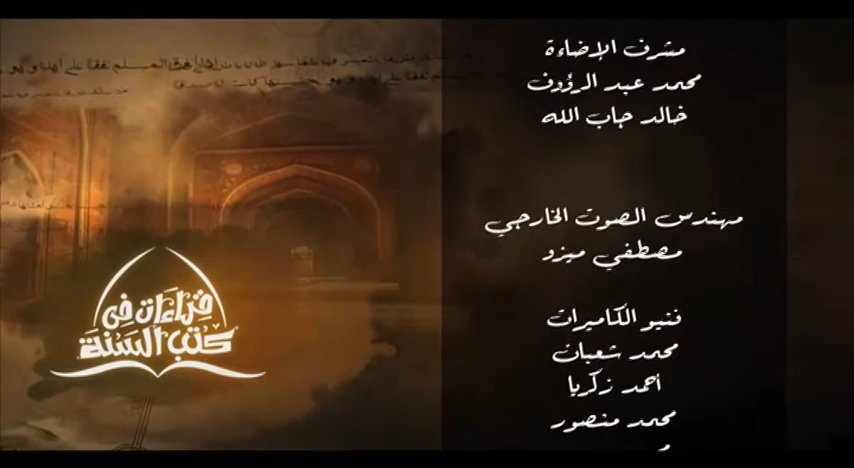 مشرف الإضاءة
محمد عبد الرؤوف
خالد جاب الله
مهندس الصوت الخارجي
مصطفي ميزو
فنيو الكاميرات
محمد شعبان
أحمد زكريا
محمد منصور
قراءات في
كتب السنة